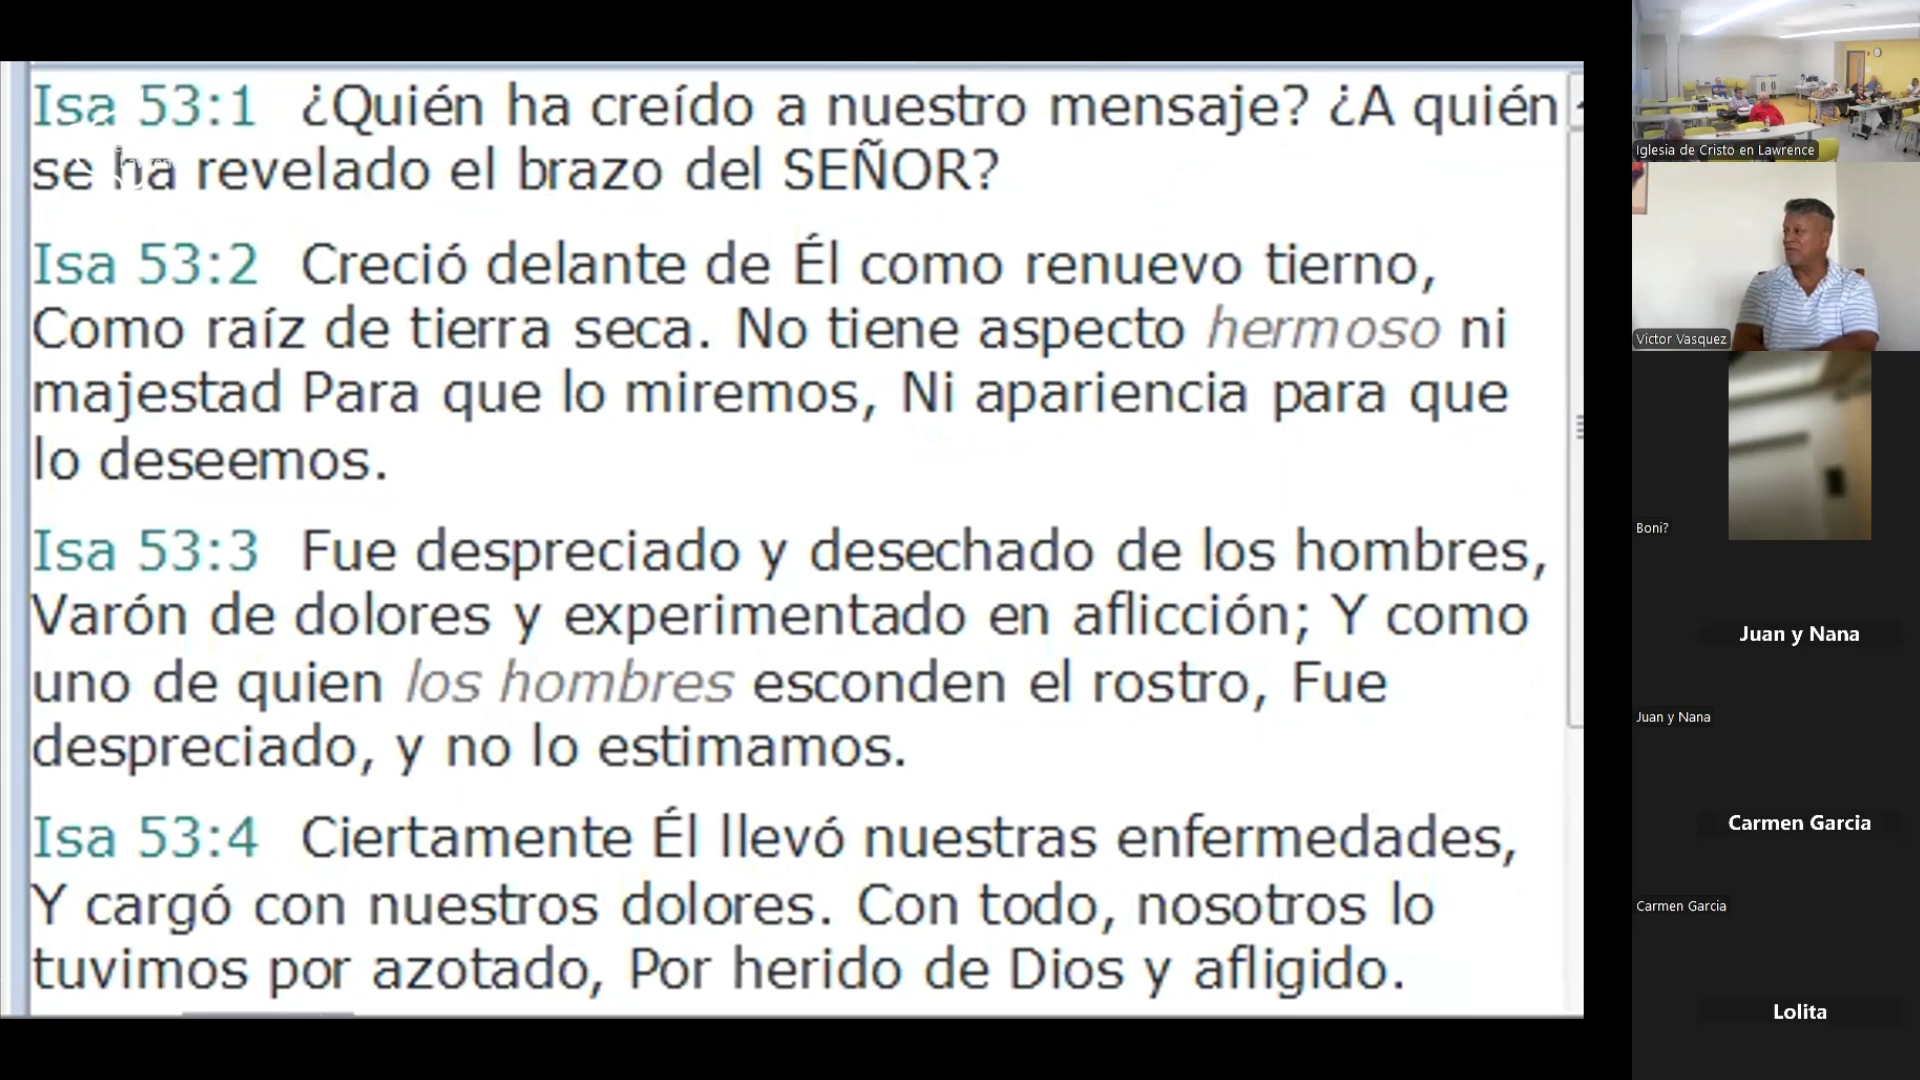 Isa 53:1 ¿Quién ha creído a nuestro mensaje? ¿A quién
se ha revelado el brazo del SEÑOR?
Isa 53:2 Creció delante de Él como renuevo tierno,
Como raíz de tierra seca. No tiene aspecto hermoso ni
majestad Para que lo miremos, Ni apariencia para que
lo deseemos.
Isa 53:3 Fue despreciado y desechado de los hombres,
Varón de dolores y experimentado en aflicción; Y como
uno de quien los hombres esconden el rostro, Fue
despreciado, y no lo estimamos.
Isa 53:4 Ciertamente Él llevó nuestras enfermedades,
Y cargó con nuestros dolores. Con todo, nosotros lo
tuvimos por azotado, Por herido de Dios y afligido.
Iglesia de Cristo en Lawrence
Victor Vasquez
Boni?
Juan y Nana
Juan y Nana
Carmen Garcia
Carmen Garcia
Lolita